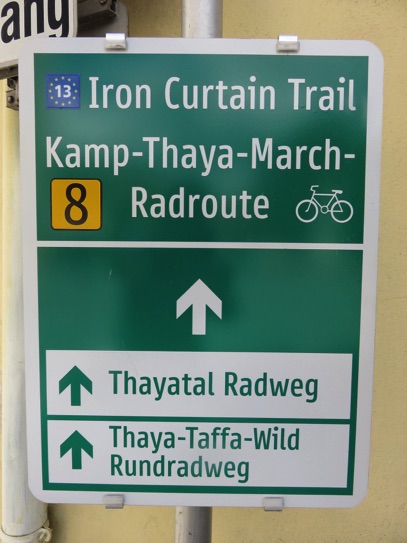 ang
13 Iron Curtain Trail
Kamp-Thaya-March-
8 Radroute
Thayatal Radweg
Thaya-Taffa-Wild
Rundradweg